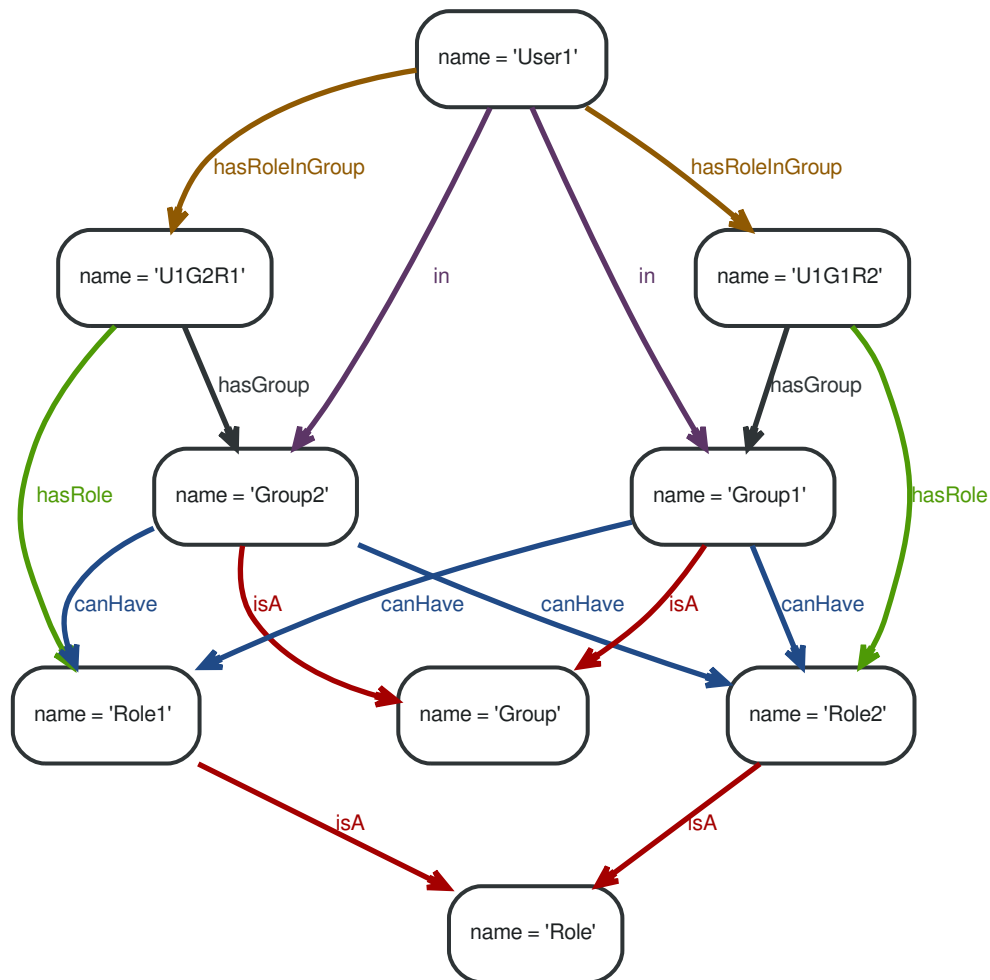 name = 'User1'
hasRoleInGroup
hasRoleInGroup
name = 'U1G2R1'
in
in
name = 'U1G1R2'
hasGroup
hasGroup
hasRole
name = 'Group2'
name = 'Group1'
hasRole
canHave
isA
canHave
canHave
isA
canHave
name = 'Role1'
name = 'Group'
name = 'Role2'
isA
isA
name = 'Role'